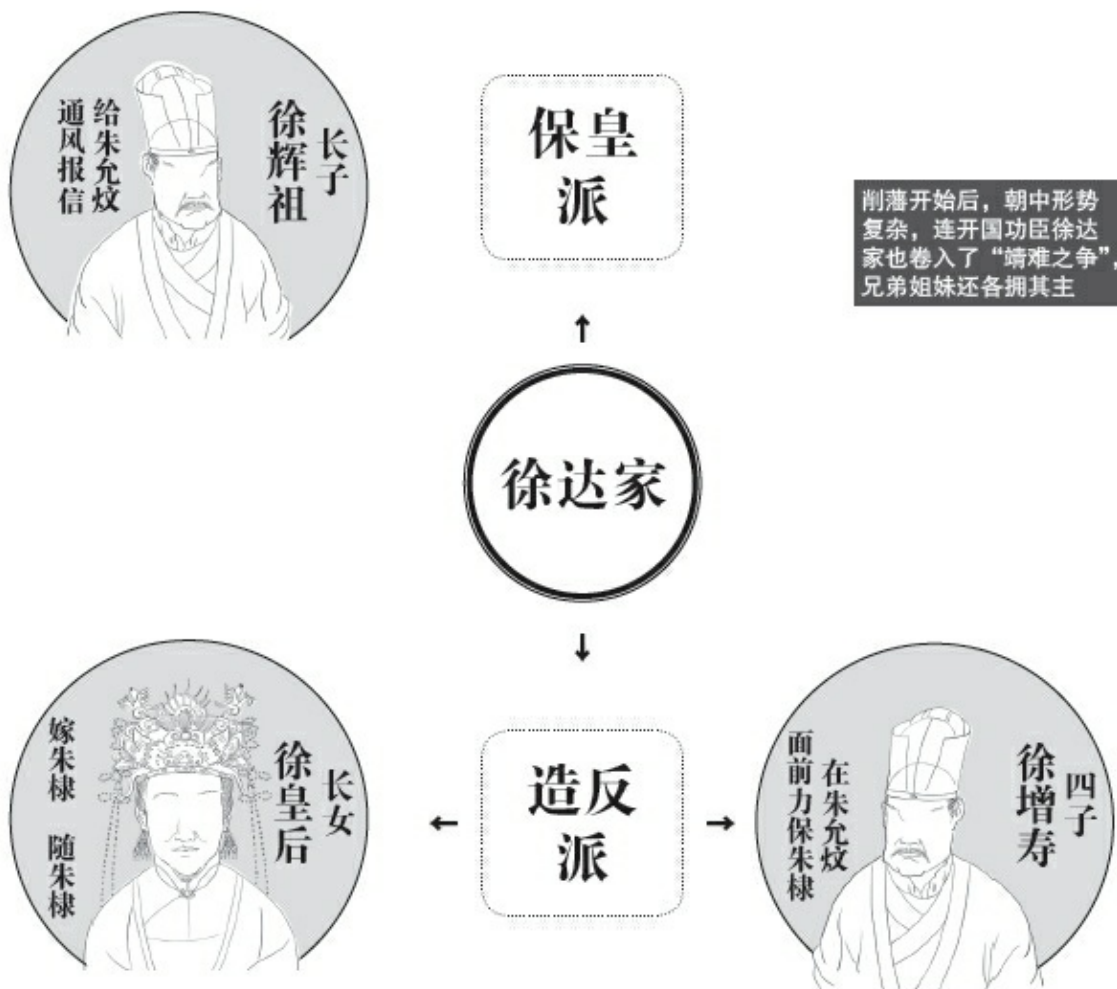 长子
徐辉祖
给朱允炆
通风报信
保皇
派
削藩开始后，朝中形势
复杂，连开国功臣徐达
家也卷入了“靖难之争”，
兄弟姐妹还各拥其主
↑
徐达家
↓
长女
徐皇后
嫁朱棣 随朱棣
←
造反
派
→
四子
徐增寿
在朱允炆
面前力保朱棣